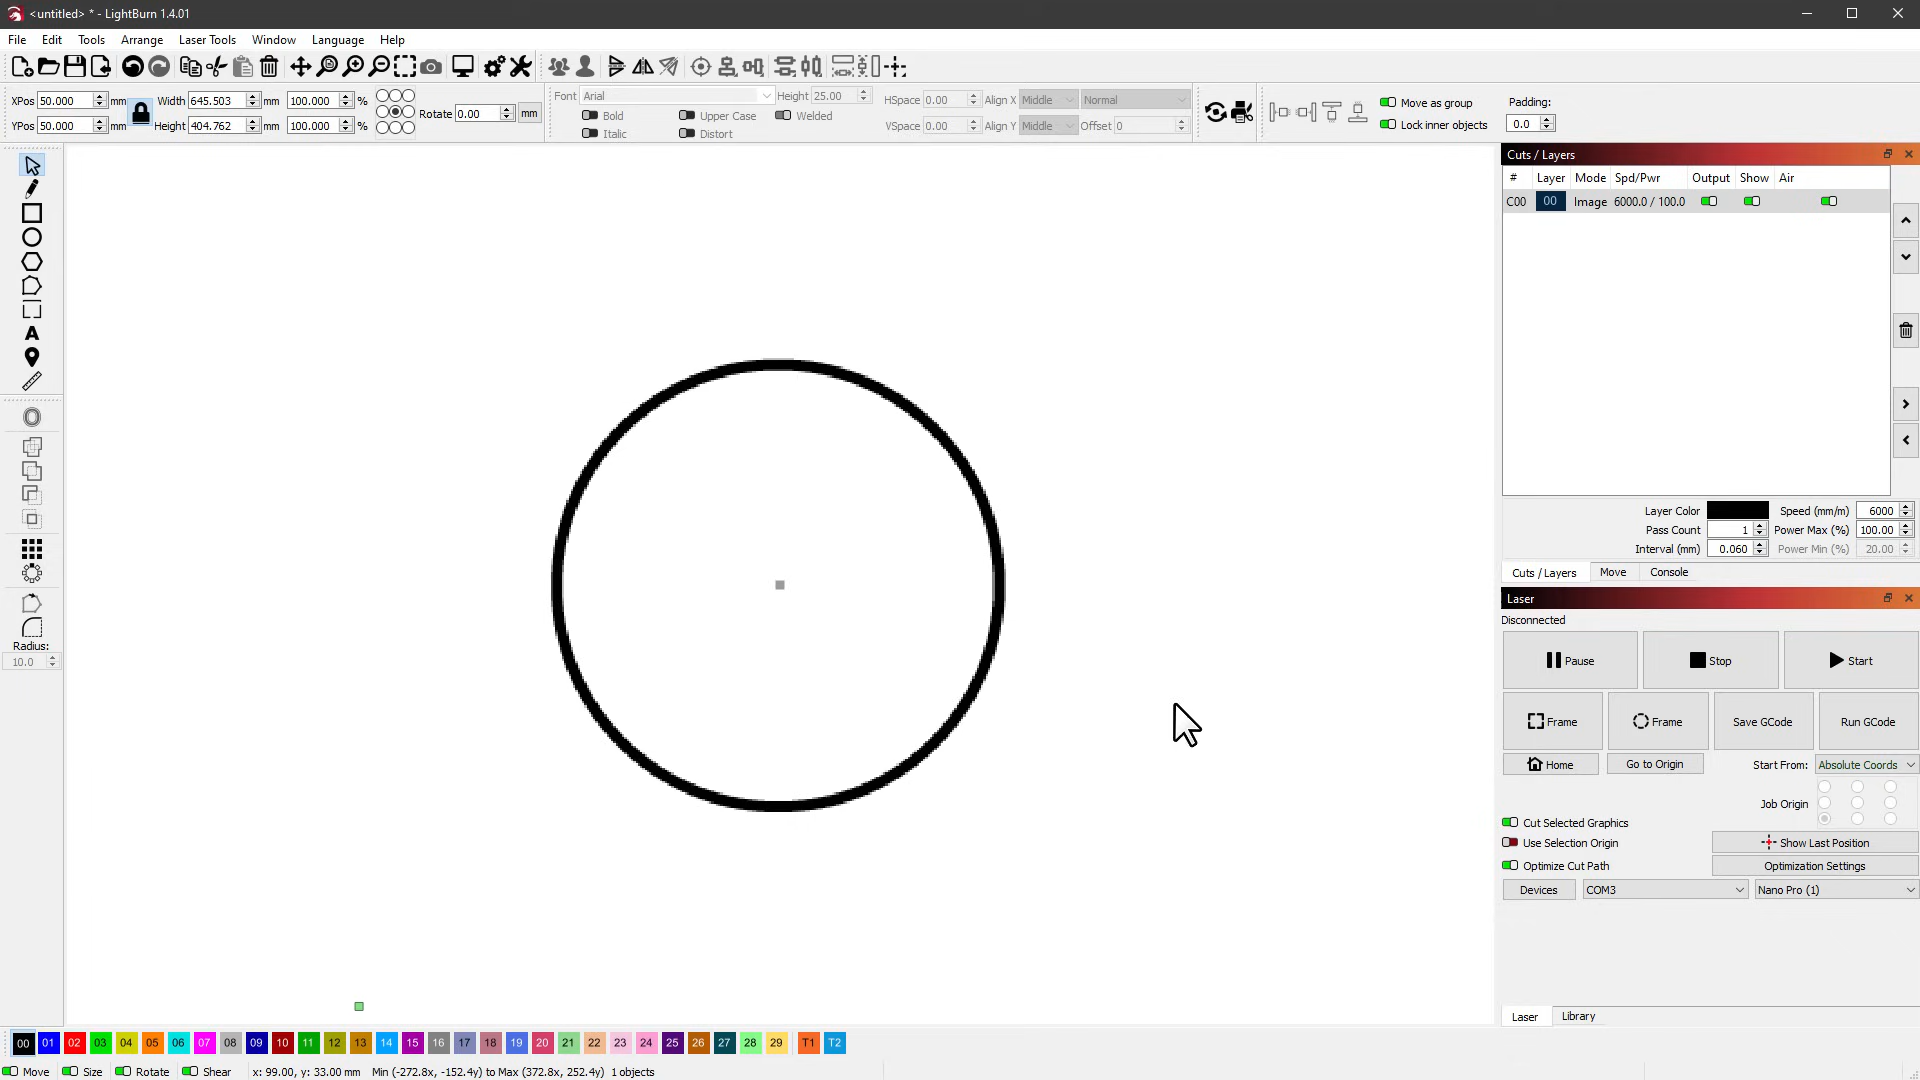 <untitled> * - LightBurn 1.4.01
File Edit Tools Arrange Laser Tools Window Language Help
XPos 50.000 mm Width 645.503 mm 100.000 %
YPos 50.000 mm Height 404.762 mm 100.000 %
Rotate 0.00 mm
Font Arial Height 25.00
Bold Upper Case Welded
Italic Distort
HSpace 0.00 Align X Middle Normal
VSpace 0.00 Align Y Middle Offset 0
Move as group
Lock inner objects
Padding:
0.0
Radius:
10.0
Cuts / Layers
# Layer Mode Spd/Pwr Output Show Air
C00 00 Image 6000.0 / 100.0
Layer Color Speed (mm/m) 6000
Pass Count 1 Power Max (%) 100.00
Interval (mm) 0.060 Power Min (%) 20.00
Cuts / Layers Move Console
Laser
Disconnected
Pause Stop Start
Frame Frame Save GCode Run GCode
Home Go to Origin Start From: Absolute Coords
Job Origin
Cut Selected Graphics
Use Selection Origin Show Last Position
Optimize Cut Path Optimization Settings
Devices COM3 Nano Pro (1)
Laser Library
00 01 02 03 04 05 06 07 08 09 10 11 12 13 14 15 16 17 18 19 20 21 22 23 24 25 26 27 28 29 T1 T2
Move Size Rotate Shear x: 99.00, y: 33.00 mm Min (-272.8x, -152.4y) to Max (372.8x, 252.4y) 1 objects